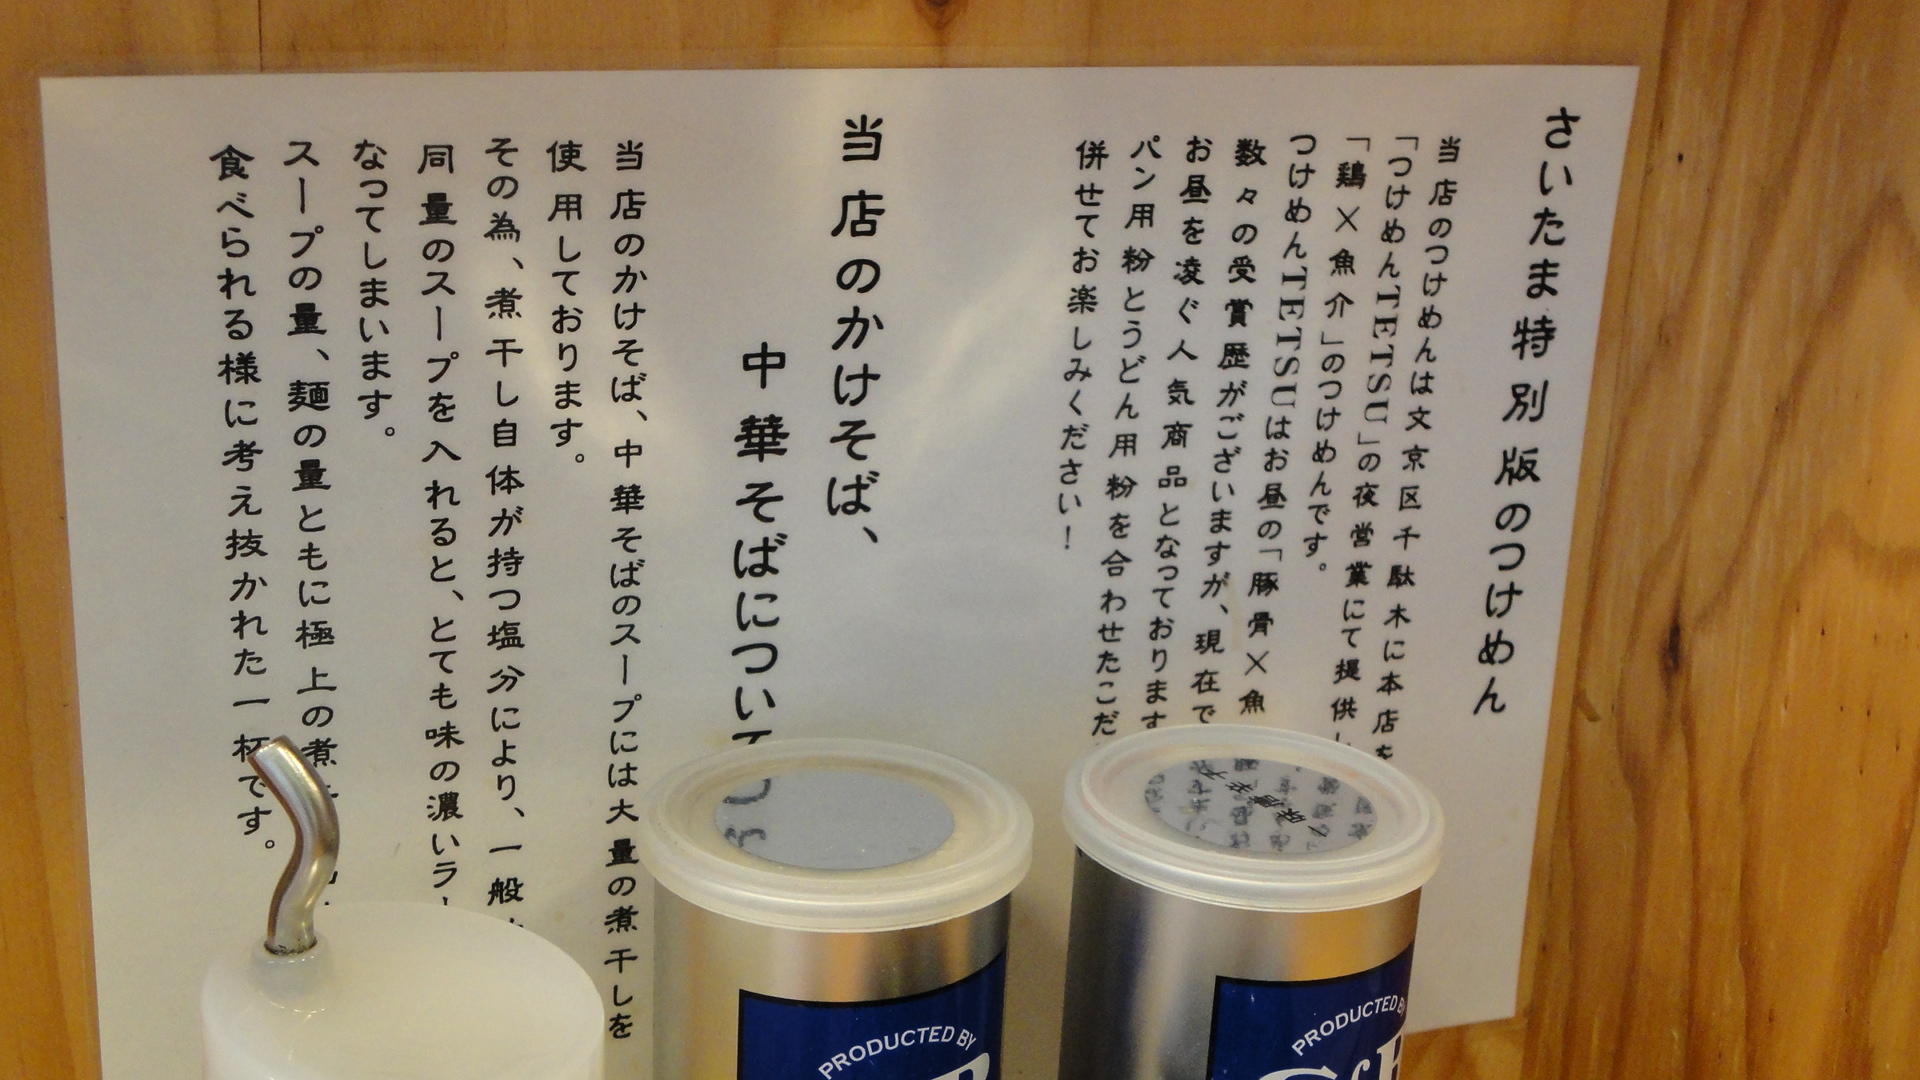 さいたま特別版のつけめん
当店のつけめんは文京区千駄木に本店を
「つけめんTETSU」の夜営業にて提供し
「鶏×魚介」のつけめんです。
つけめんTETSUはお昼の「豚骨×魚
数々の受賞歴がございますが、現在で
お昼を凌ぐ人気商品となっております
パン用粉とうどん用粉を合わせたこだ
併せてお楽しみください！
当店のかけそば、
中華そばについて
当店のかけそば、中華そばのスープには大量の煮干しを
使用しております。
その為、煮干し自体が持つ塩分により、一般
同量のスープを入れると、とても味の濃いラー
なってしまいます。
スープの量、麺の量ともに極上の煮
食べられる様に考え抜かれた一杯です。
PRODUCTED BY
PRODUCTED B